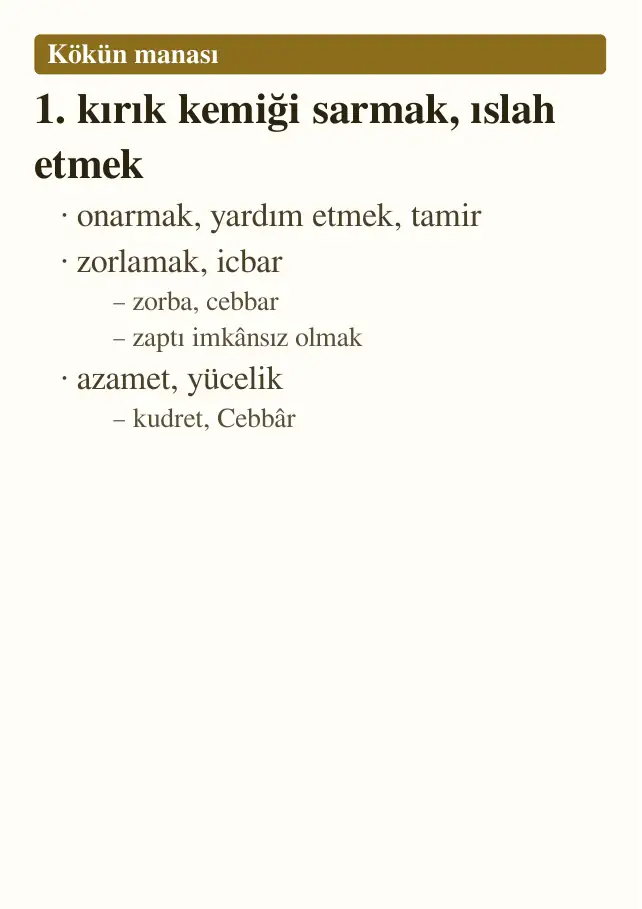 Kökün manası
1. kırık kemiği sarmak, ıslah
etmek
· onarmak, yardım etmek, tamir
· zorlamak, icbar
– zorba, cebbar
– zaptı imkânsız olmak
· azamet, yücelik
– kudret, Cebbâr